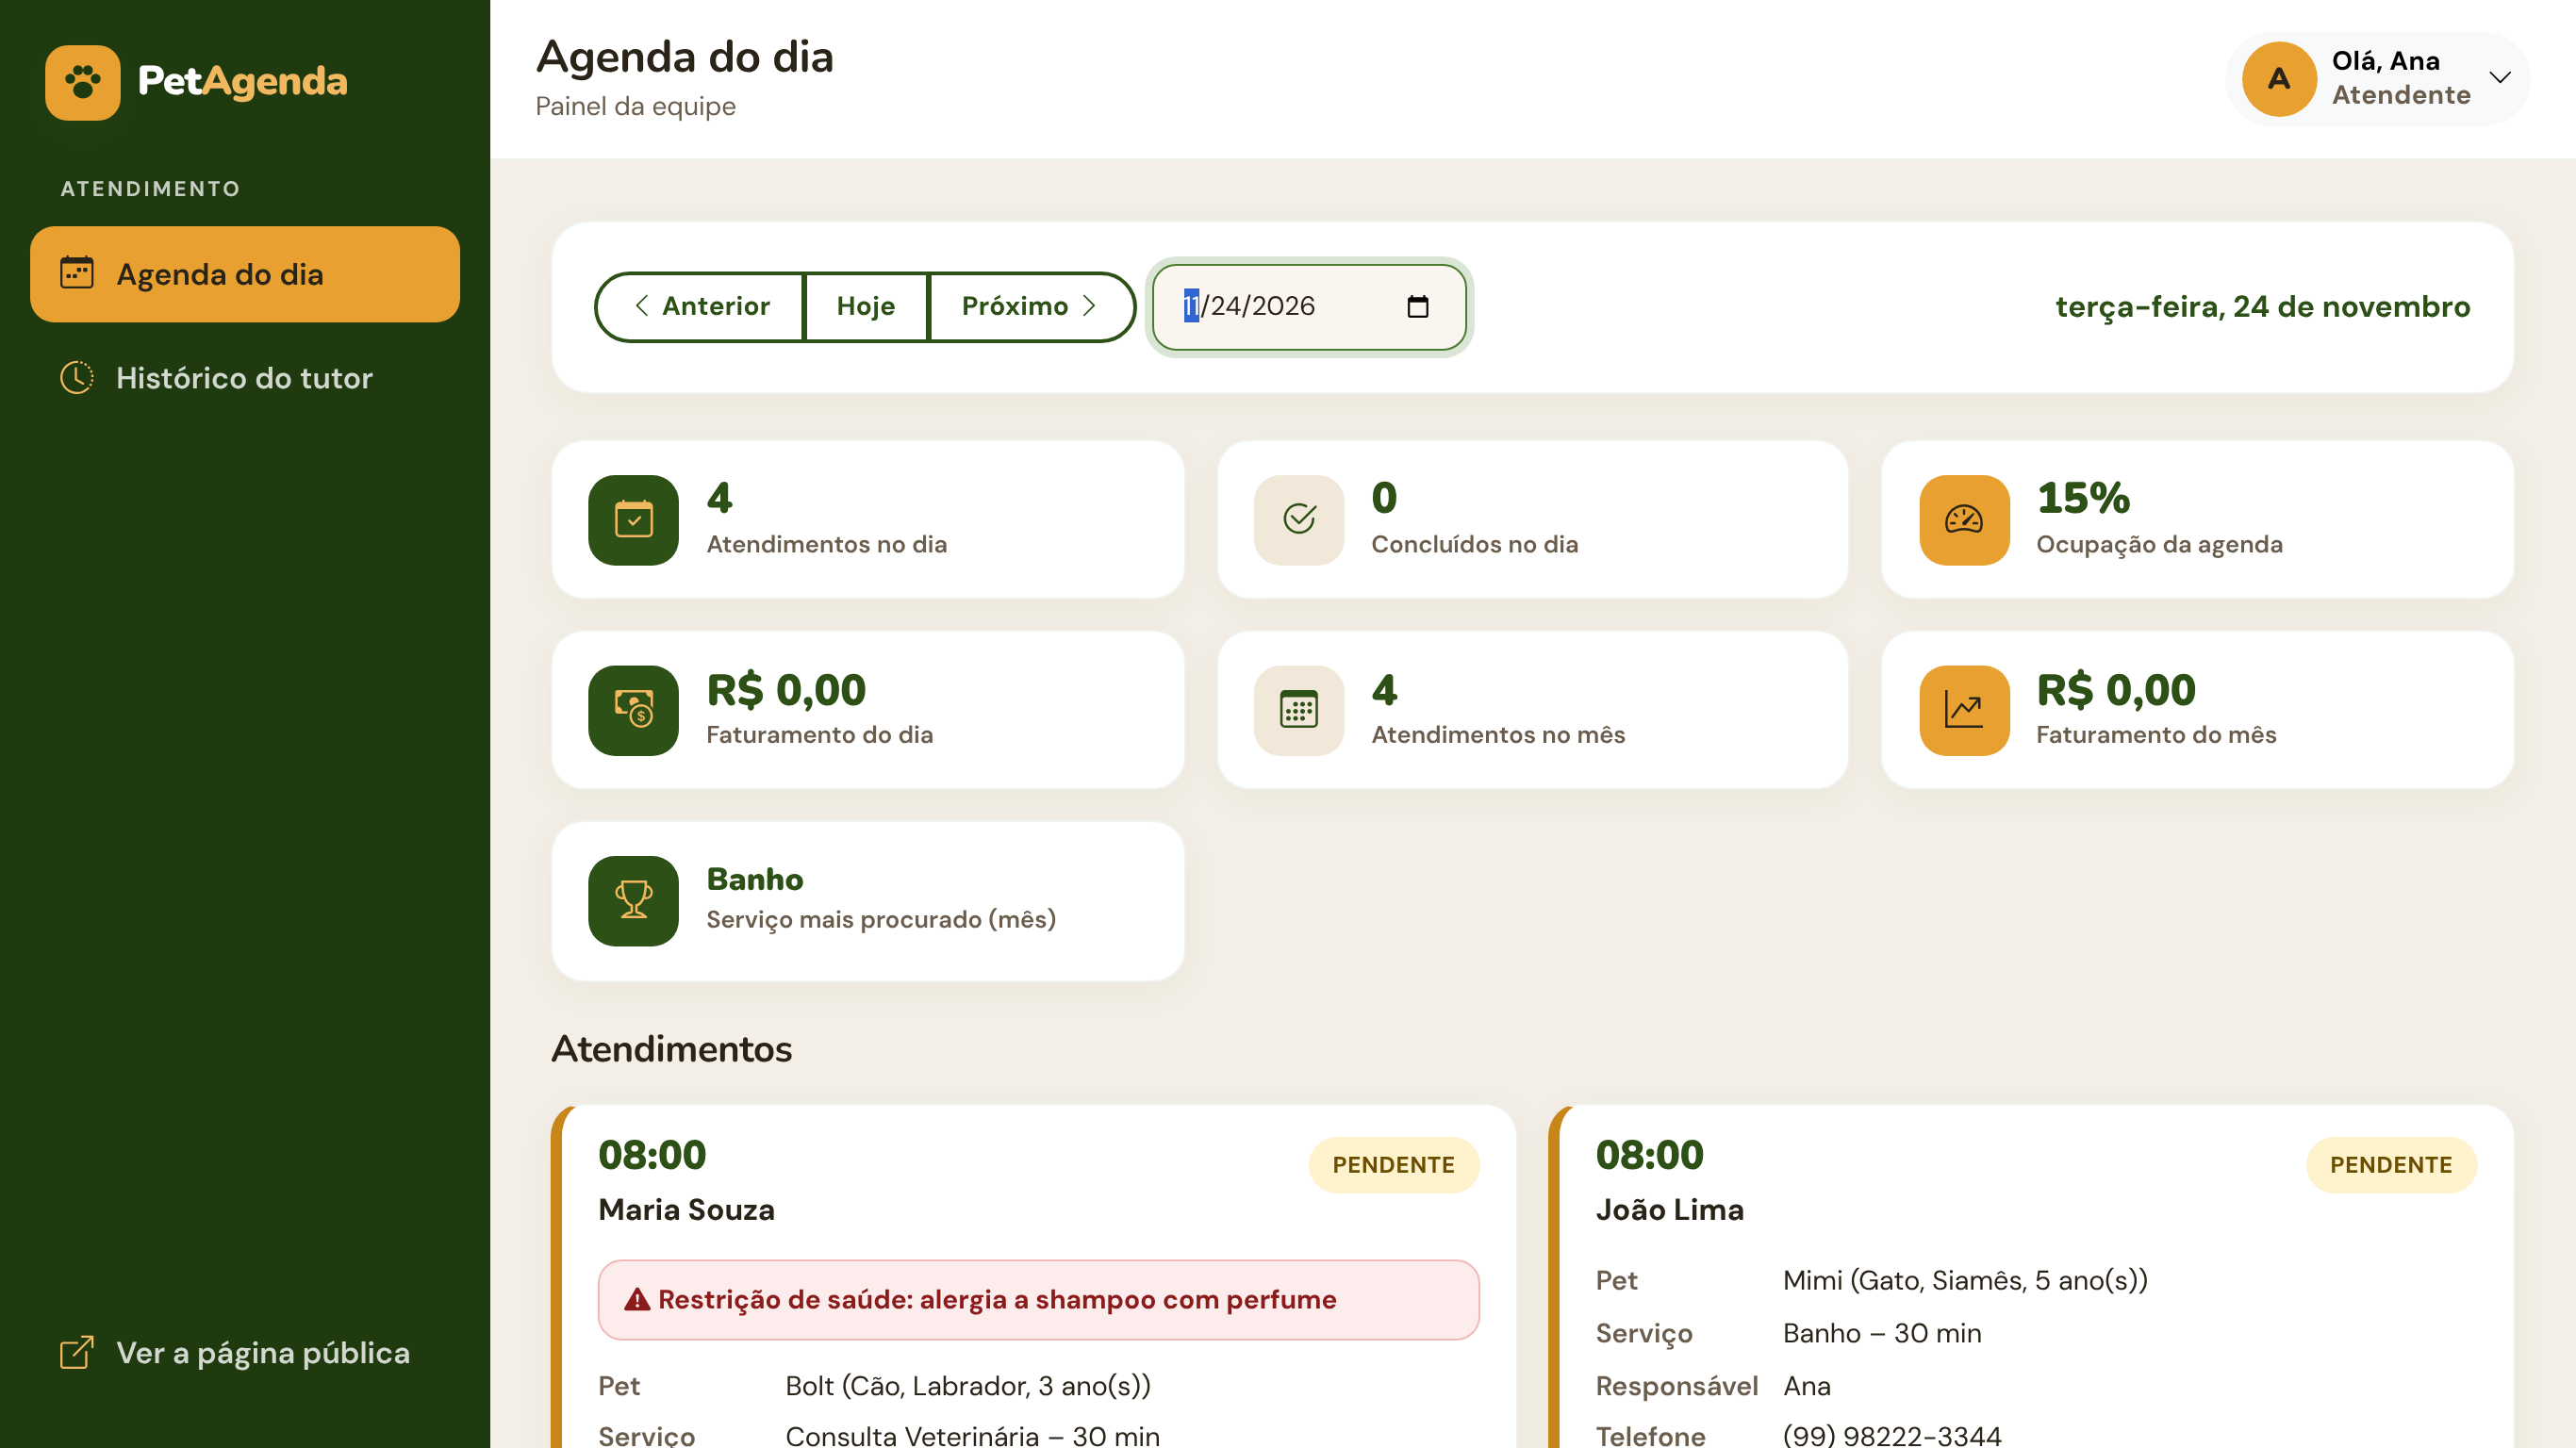 PetAgenda
ATENDIMENTO
Agenda do dia
Histórico do tutor
Ver a página pública
Agenda do dia
Painel da equipe
A
Olá, Ana
Atendente
Anterior
Hoje
Próximo
11/24/2026
terça-feira, 24 de novembro
4
Atendimentos no dia
0
Concluídos no dia
15%
Ocupação da agenda
R$ 0,00
Faturamento do dia
4
Atendimentos no mês
R$ 0,00
Faturamento do mês
Banho
Serviço mais procurado (mês)
Atendimentos
08:00
PENDENTE
Maria Souza
Restrição de saúde: alergia a shampoo com perfume
Pet Bolt (Cão, Labrador, 3 ano(s))
Serviço Consulta Veterinária – 30 min
08:00
PENDENTE
João Lima
Pet Mimi (Gato, Siamês, 5 ano(s))
Serviço Banho – 30 min
Responsável Ana
Telefone (99) 98222-3344